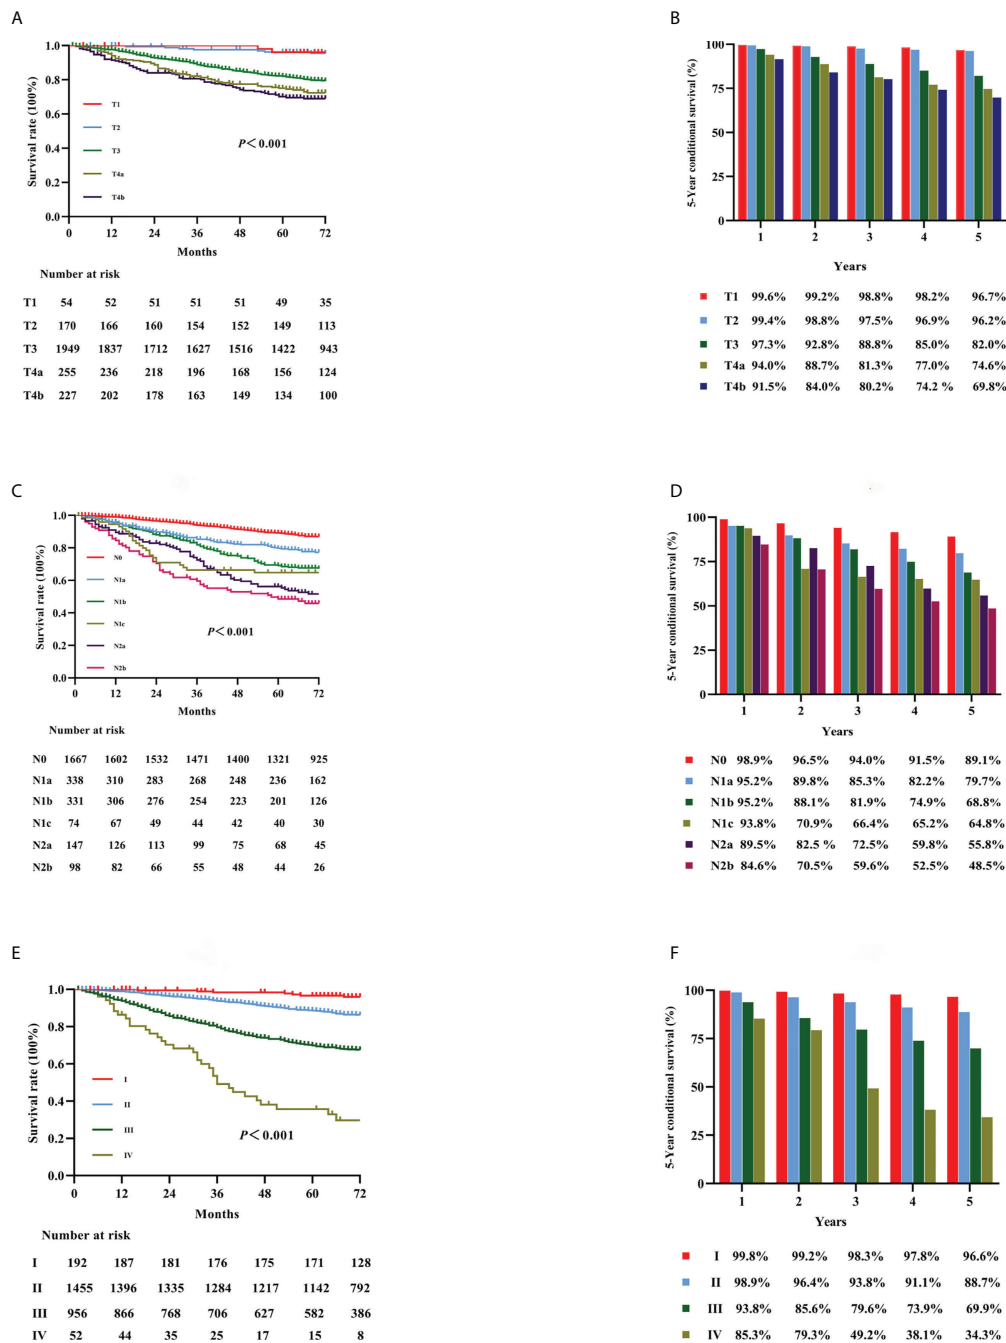 A
Survival rate (100%)
1.0
0.8
0.6
0.4
0.2
0.0
T1
T2
T3
T4a
T4b
P< 0.001
0 12 24 36 48 60 72
Months
Number at risk
T1 54 52 51 51 51 49 35
T2 170 166 160 154 152 149 113
T3 1949 1837 1712 1627 1516 1422 943
T4a 255 236 218 196 168 156 124
T4b 227 202 178 163 149 134 100
B
5-Year conditional survival (%)
100
75
50
25
0
1 2 3 4 5
Years
T1 99.6% 99.2% 98.8% 98.2% 96.7%
T2 99.4% 98.8% 97.5% 96.9% 96.2%
T3 97.3% 92.8% 88.8% 85.0% 82.0%
T4a 94.0% 88.7% 81.3% 77.0% 74.6%
T4b 91.5% 84.0% 80.2% 74.2 % 69.8%
C
Survival rate (100%)
1.0
0.8
0.6
0.4
0.2
0.0
N0
N1a
N1b
N1c
N2a
N2b
P< 0.001
0 12 24 36 48 60 72
Months
Number at risk
N0 1667 1602 1532 1471 1400 1321 925
N1a 338 310 283 268 248 236 162
N1b 331 306 276 254 223 201 126
N1c 74 67 49 44 42 40 30
N2a 147 126 113 99 75 68 45
N2b 98 82 66 55 48 44 26
D
5-Year conditional survival (%)
100
75
50
25
0
1 2 3 4 5
Years
N0 98.9% 96.5% 94.0% 91.5% 89.1%
N1a 95.2% 89.8% 85.3% 82.2% 79.7%
N1b 95.2% 88.1% 81.9% 74.9% 68.8%
N1c 93.8% 70.9% 66.4% 65.2% 64.8%
N2a 89.5% 82.5 % 72.5% 59.8% 55.8%
N2b 84.6% 70.5% 59.6% 52.5% 48.5%
E
Survival rate (100%)
1.0
0.8
0.6
0.4
0.2
0.0
I
II
III
IV
P< 0.001
0 12 24 36 48 60 72
Months
Number at risk
I 192 187 181 176 175 171 128
II 1455 1396 1335 1284 1217 1142 792
III 956 866 768 706 627 582 386
IV 52 44 35 25 17 15 8
F
5-Year conditional survival (%)
100
75
50
25
0
1 2 3 4 5
Years
I 99.8% 99.2% 98.3% 97.8% 96.6%
II 98.9% 96.4% 93.8% 91.1% 88.7%
III 93.8% 85.6% 79.6% 73.9% 69.9%
IV 85.3% 79.3% 49.2% 38.1% 34.3%